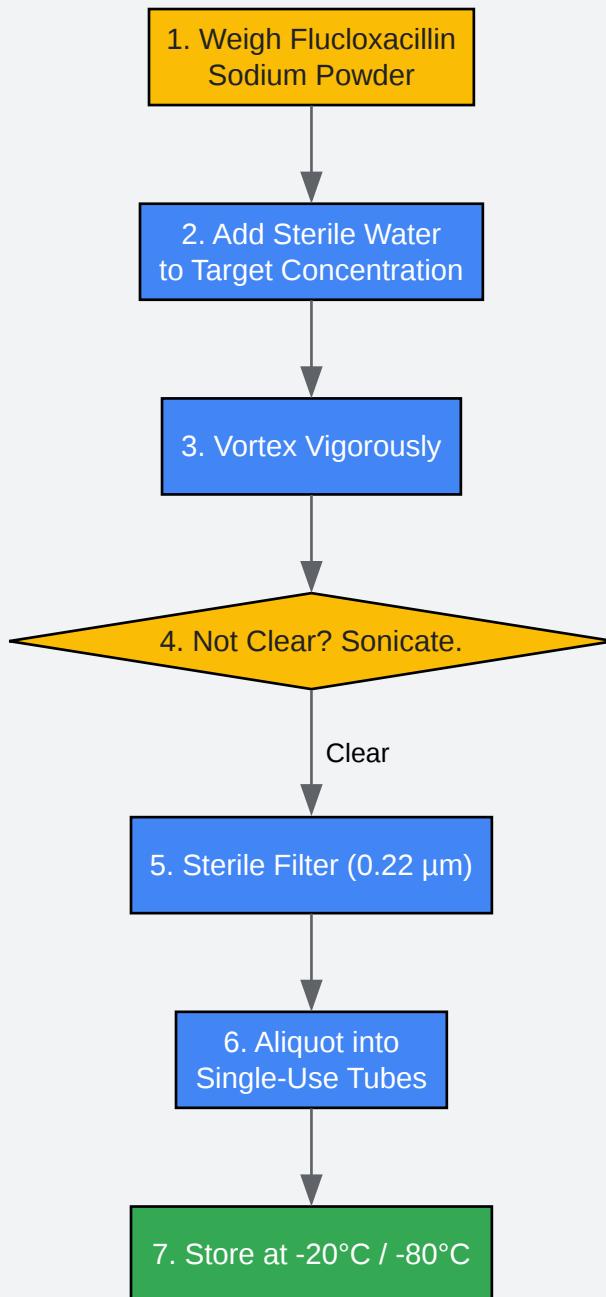 1. Weigh Flucloxacillin
Sodium Powder
2. Add Sterile Water
to Target Concentration
3. Vortex Vigorously
4. Not Clear? Sonicate.
Clear
5. Sterile Filter (0.22 µm)
6. Aliquot into
Single-Use Tubes
7. Store at -20°C / -80°C